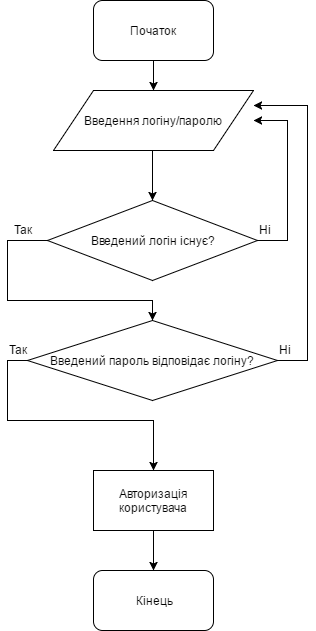 Початок
Введення логіну/паролю
Так
Введений логін існує?
Ні
Так
Введений пароль відповідає логіну?
Ні
Авторизація
користувача
Кінець